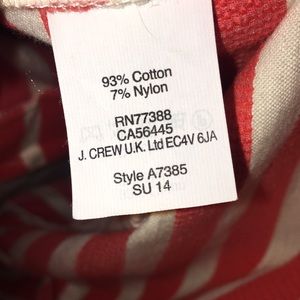 93% Cotton
7% Nylon
RN77388
CA56445
J. CREW U.K. Ltd EC4V 6JA
Style A7385
SU 14